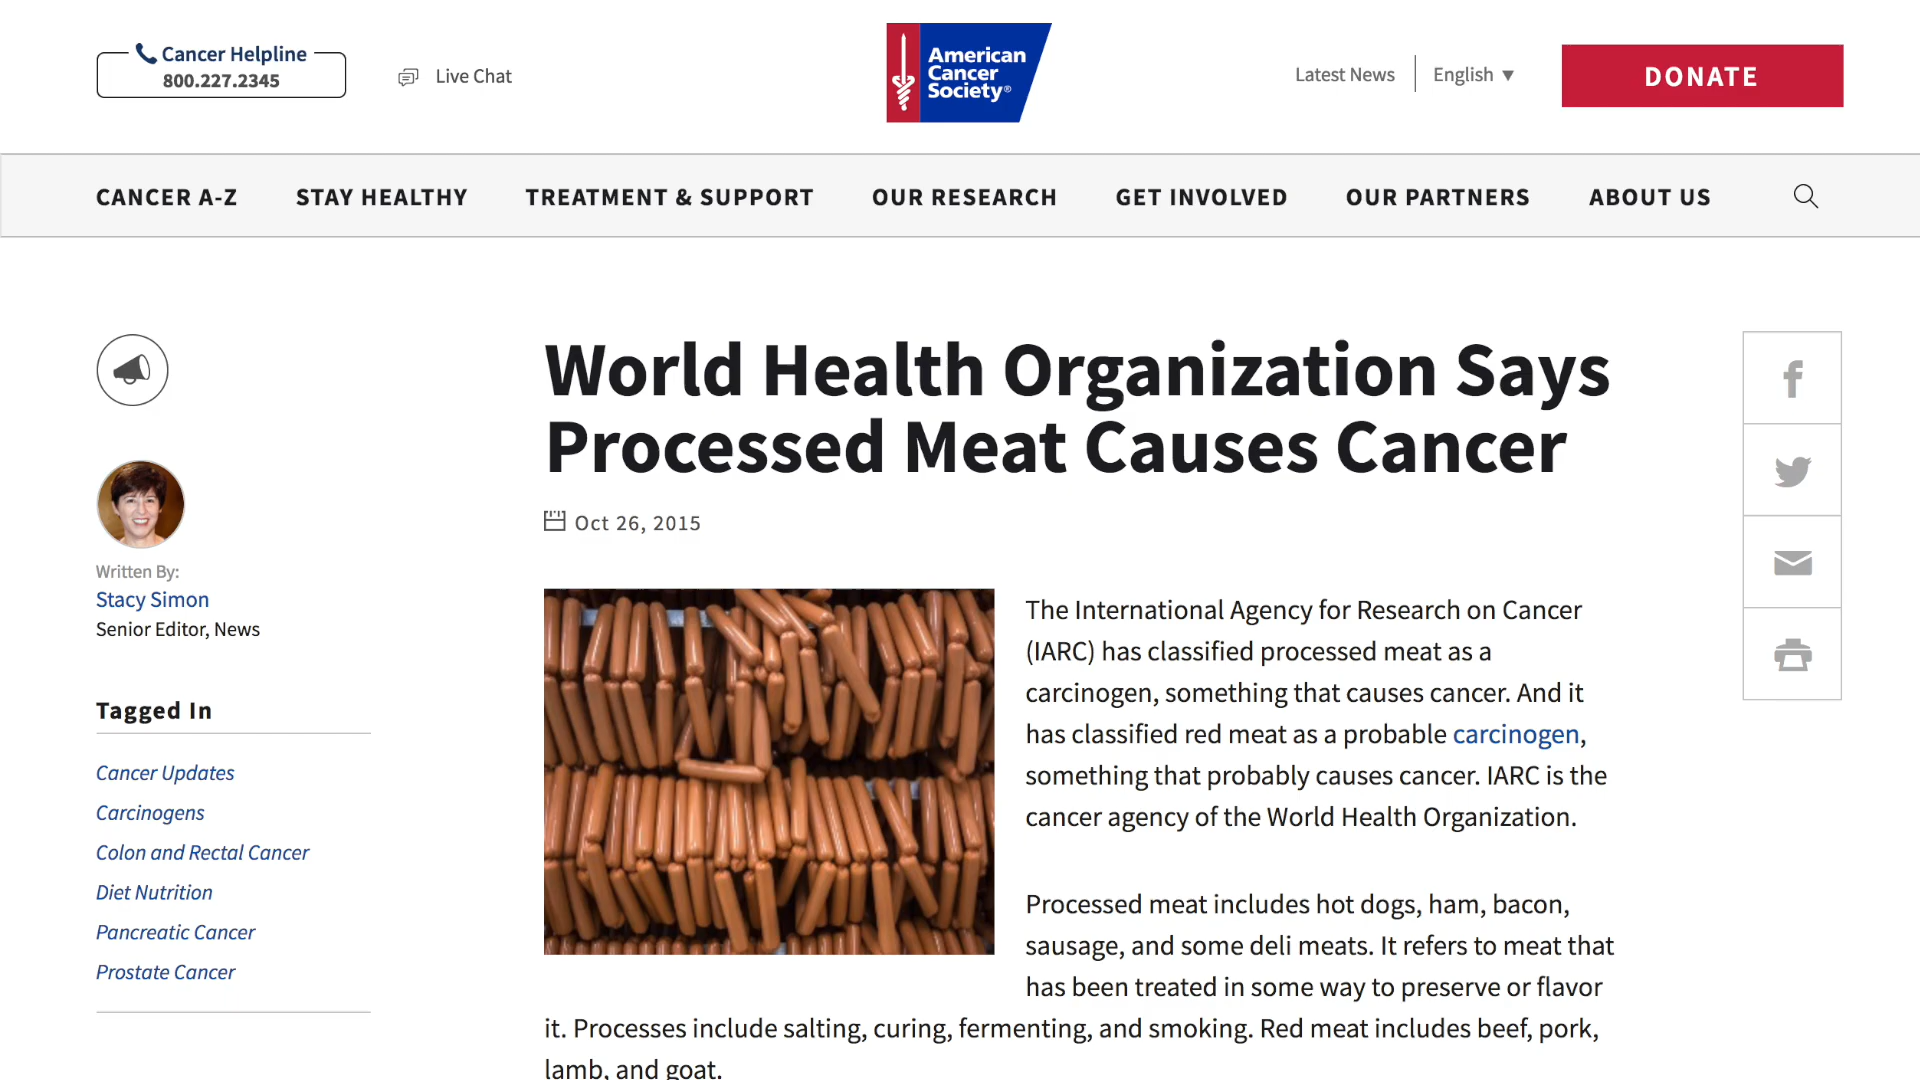 Cancer Helpline
800.227.2345
Live Chat
American
Cancer
Society®
Latest News
English ▼
DONATE
CANCER A-Z
STAY HEALTHY
TREATMENT & SUPPORT
OUR RESEARCH
GET INVOLVED
OUR PARTNERS
ABOUT US
World Health Organization Says
Processed Meat Causes Cancer
Oct 26, 2015
Written By:
Stacy Simon
Senior Editor, News
Tagged In
Cancer Updates
Carcinogens
Colon and Rectal Cancer
Diet Nutrition
Pancreatic Cancer
Prostate Cancer
The International Agency for Research on Cancer
(IARC) has classified processed meat as a
carcinogen, something that causes cancer. And it
has classified red meat as a probable carcinogen,
something that probably causes cancer. IARC is the
cancer agency of the World Health Organization.
Processed meat includes hot dogs, ham, bacon,
sausage, and some deli meats. It refers to meat that
has been treated in some way to preserve or flavor
it. Processes include salting, curing, fermenting, and smoking. Red meat includes beef, pork,
lamb, and goat.